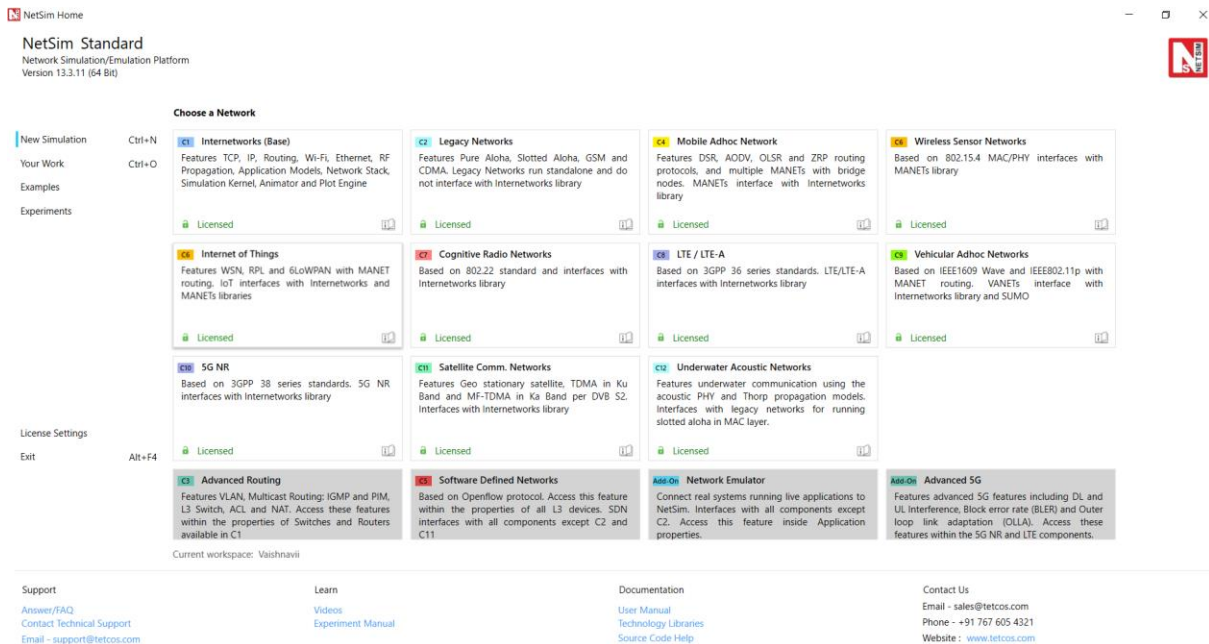 NetSim Home
NetSim Standard
Network Simulation/Emulation Platform
Version 13.3.11 (64 Bit)
NETSIM
Choose a Network
New Simulation Ctrl+N
Your Work Ctrl+O
Examples
Experiments
License Settings
Exit Alt+F4
C1 Internetworks (Base)
Features TCP, IP, Routing, Wi-Fi, Ethernet, RF
Propagation, Application Models, Network Stack,
Simulation Kernel, Animator and Plot Engine
Licensed
C2 Legacy Networks
Features Pure Aloha, Slotted Aloha, GSM and
CDMA. Legacy Networks run standalone and do
not interface with Internetworks library
Licensed
C4 Mobile Adhoc Network
Features DSR, AODV, OLSR and ZRP routing
protocols, and multiple MANETs with bridge
nodes. MANETs interface with Internetworks
library
Licensed
C6 Wireless Sensor Networks
Based on 802.15.4 MAC/PHY interfaces with
MANETs library
Licensed
C6 Internet of Things
Features WSN, RPL and 6LoWPAN with MANET
routing. IoT interfaces with Internetworks and
MANETs libraries
Licensed
C7 Cognitive Radio Networks
Based on 802.22 standard and interfaces with
Internetworks library
Licensed
C8 LTE / LTE-A
Based on 3GPP 36 series standards. LTE/LTE-A
interfaces with Internetworks library
Licensed
C9 Vehicular Adhoc Networks
Based on IEEE1609 Wave and IEEE802.11p with
MANET routing. VANETs interface with
Internetworks library and SUMO
Licensed
C10 5G NR
Based on 3GPP 38 series standards. 5G NR
interfaces with Internetworks library
Licensed
C11 Satellite Comm. Networks
Features Geo stationary satellite, TDMA in Ku
Band and MF-TDMA in Ka Band per DVB S2.
Interfaces with Internetworks library
Licensed
C12 Underwater Acoustic Networks
Features underwater communication using the
acoustic PHY and Thorp propagation models.
Interfaces with legacy networks for running
slotted aloha in MAC layer.
Licensed
C3 Advanced Routing
Features VLAN, Multicast Routing: IGMP and PIM,
L3 Switch, ACL and NAT. Access these features
within the properties of Switches and Routers
available in C1
C5 Software Defined Networks
Based on Openflow protocol. Access this feature
within the properties of all L3 devices. SDN
interfaces with all components except C2 and
C11
Add-On Network Emulator
Connect real systems running live applications to
NetSim. Interfaces with all components except
C2. Access this feature inside Application
properties.
Add-On Advanced 5G
Features advanced 5G features including DL and
UL Interference, Block error rate (BLER) and Outer
loop link adaptation (OLLA). Access these
features within the 5G NR and LTE components.
Current workspace: Vaishnavii
Support
Answer/FAQ
Contact Technical Support
Email - support@tetcos.com
Learn
Videos
Experiment Manual
Documentation
User Manual
Technology Libraries
Source Code Help
Contact Us
Email - sales@tetcos.com
Phone - +91 767 605 4321
Website : www.tetcos.com